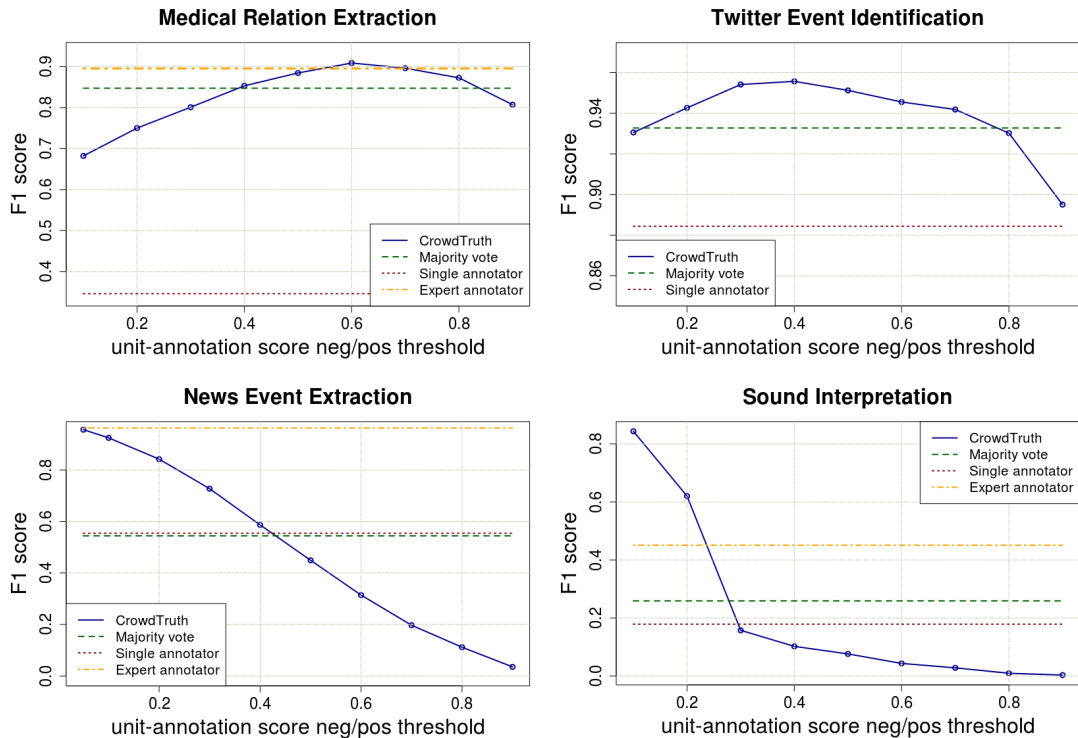 Medical Relation Extraction
F1 score
0.9
0.8
0.7
0.6
0.5
0.4
CrowdTruth
Majority vote
Single annotator
Expert annotator
0.2 0.4 0.6 0.8
unit-annotation score neg/pos threshold
Twitter Event Identification
F1 score
0.94
0.90
0.86
CrowdTruth
Majority vote
Single annotator
0.2 0.4 0.6 0.8
unit-annotation score neg/pos threshold
News Event Extraction
F1 score
0.8
0.6
0.4
0.2
0.0
CrowdTruth
Majority vote
Single annotator
Expert annotator
0.2 0.4 0.6 0.8
unit-annotation score neg/pos threshold
Sound Interpretation
F1 score
0.8
0.6
0.4
0.2
0.0
CrowdTruth
Majority vote
Single annotator
Expert annotator
0.2 0.4 0.6 0.8
unit-annotation score neg/pos threshold